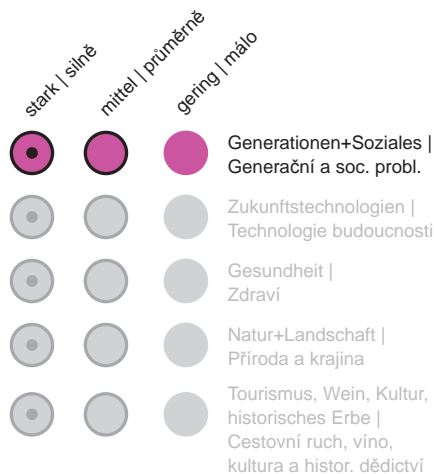 stark | silně
mittel | průměrně
gering | málo
Generationen+Soziales |
Generační a soc. probl.
Zukunftstechnologien |
Technologie budoucnosti
Gesundheit |
Zdraví
Natur+Landschaft |
Příroda a krajina
Tourismus, Wein, Kultur,
historisches Erbe |
Cestovní ruch, víno,
kultura a histor. dědictví